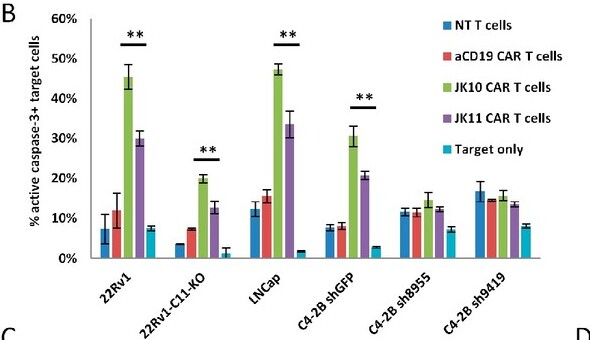 B
60%
50%
40%
30%
20%
10%
0%
% active caspase-3+ target cells
**
**
**
**
NT T cells
aCD19 CAR T cells
JK10 CAR T cells
JK11 CAR T cells
Target only
22Rv1
22Rv1-C11-KO
LNCap
C4-2B shGFP
C4-2B sh8955
C4-2B sh9419
C
D